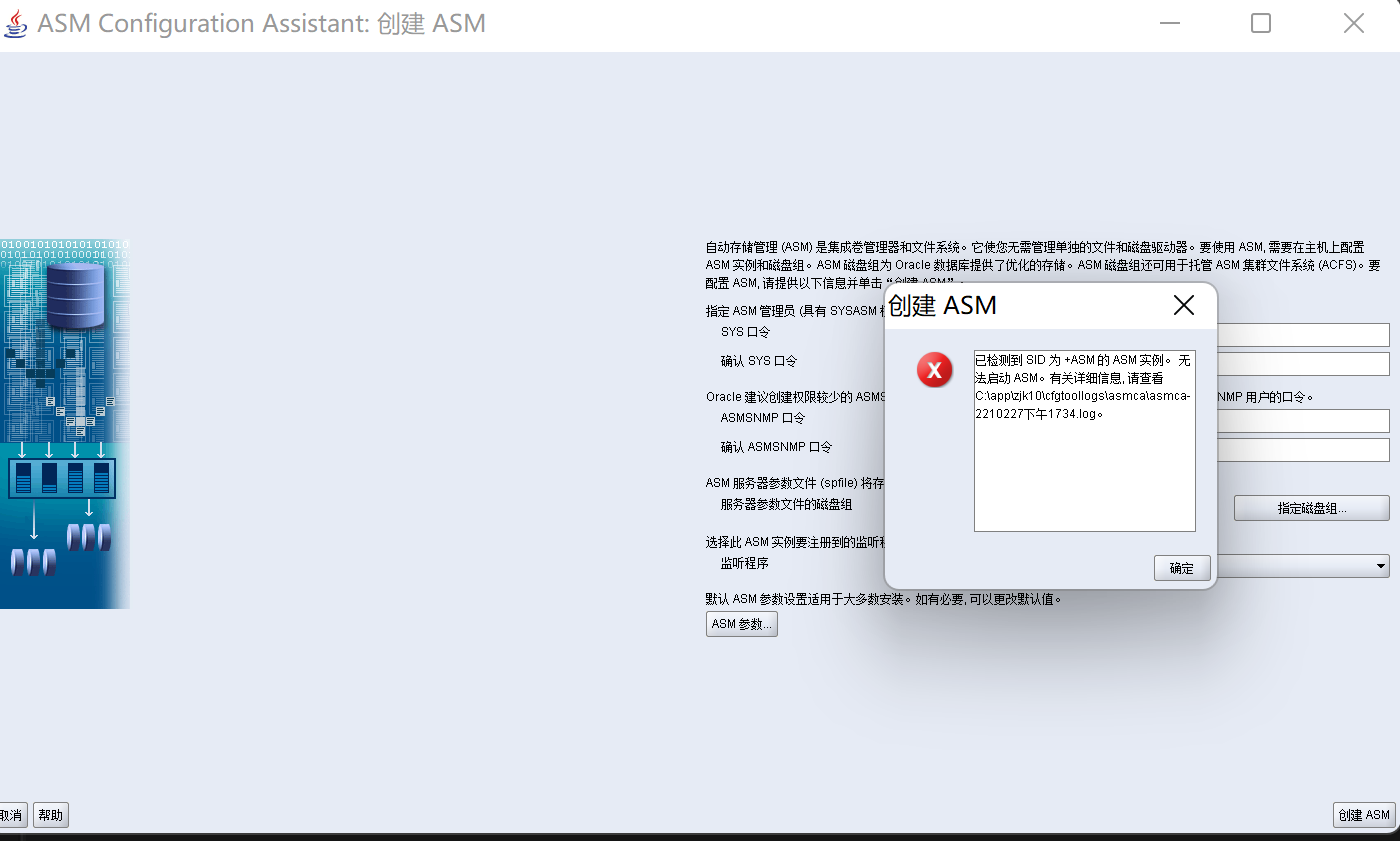 ASM Configuration Assistant: 创建 ASM
自动存储管理 (ASM) 是集成卷管理器和文件系统。它使您无需管理单独的文件和磁盘驱动器。要使用 ASM, 需要在主机上配置
ASM 实例和磁盘组。ASM 磁盘组为 Oracle 数据库提供了优化的存储。ASM 磁盘组还可用于托管 ASM 集群文件系统 (ACFS)。要
配置 ASM, 请提供以下信息并单击 “创建 ASM”。
指定 ASM 管理员 (具有 SYSASM
SYS 口令
确认 SYS 口令
Oracle 建议创建权限较少的 ASMS
NMP 用户的口令。
ASMSNMP 口令
确认 ASMSNMP 口令
ASM 服务器参数文件 (spfile) 将存
服务器参数文件的磁盘组
指定磁盘组...
选择此 ASM 实例要注册到的监听
监听程序
默认 ASM 参数设置适用于大多数安装。如有必要, 可以更改默认值。
ASM 参数...
创建 ASM
已检测到 SID 为 +ASM 的 ASM 实例。无
法启动 ASM。有关详细信息, 请查看
C:\app\zjk10\cfgtoollogs\asmca\asmca-
2210227下午1734.log。
确定
取消
帮助
创建 ASM